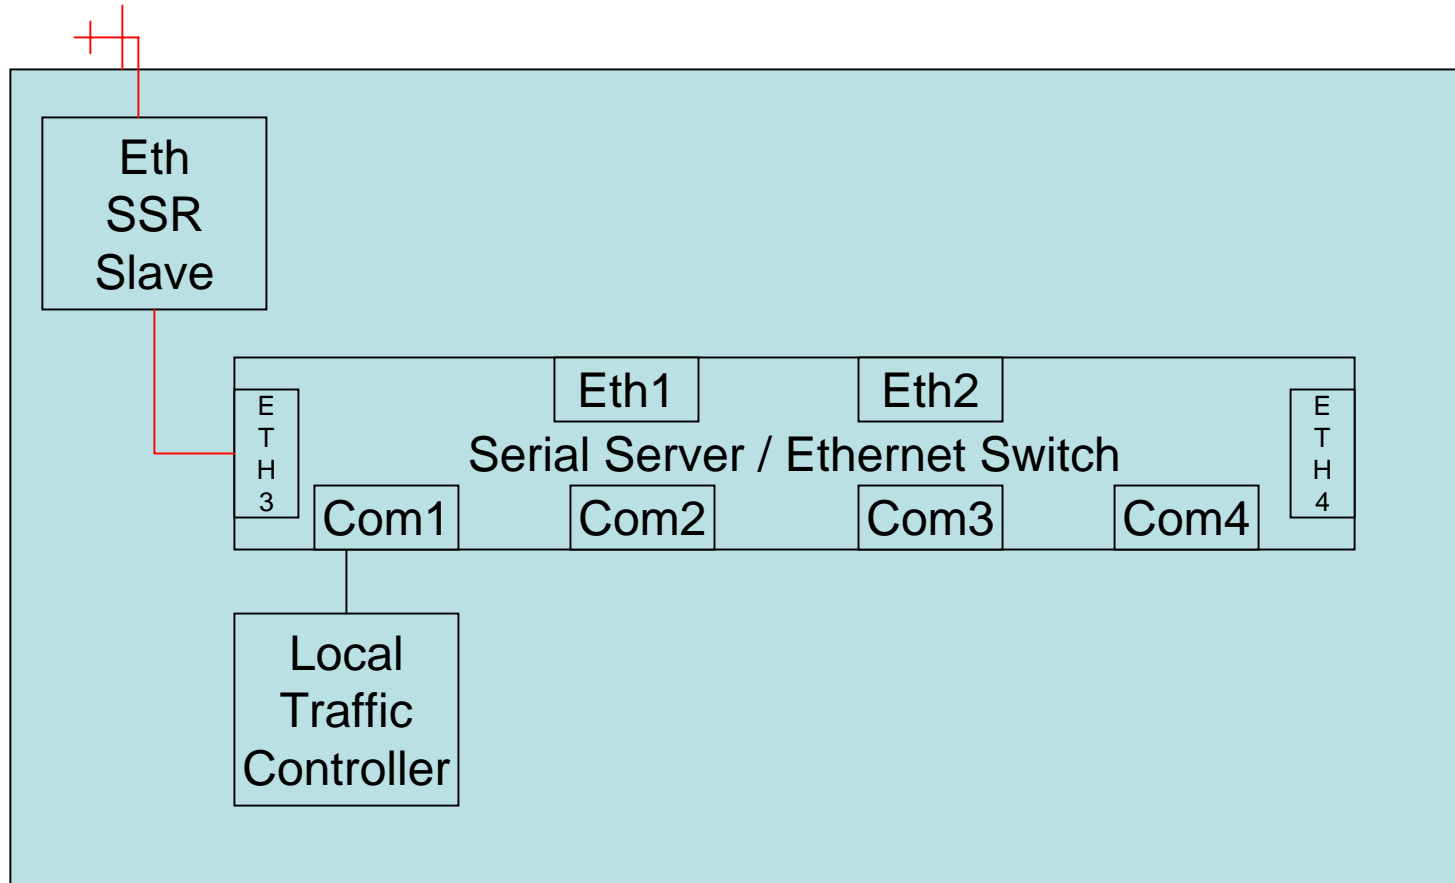 Eth
SSR
Slave
Eth1
Eth2
E
T
H
3
Serial Server / Ethernet Switch
E
T
H
4
Com1
Com2
Com3
Com4
Local
Traffic
Controller